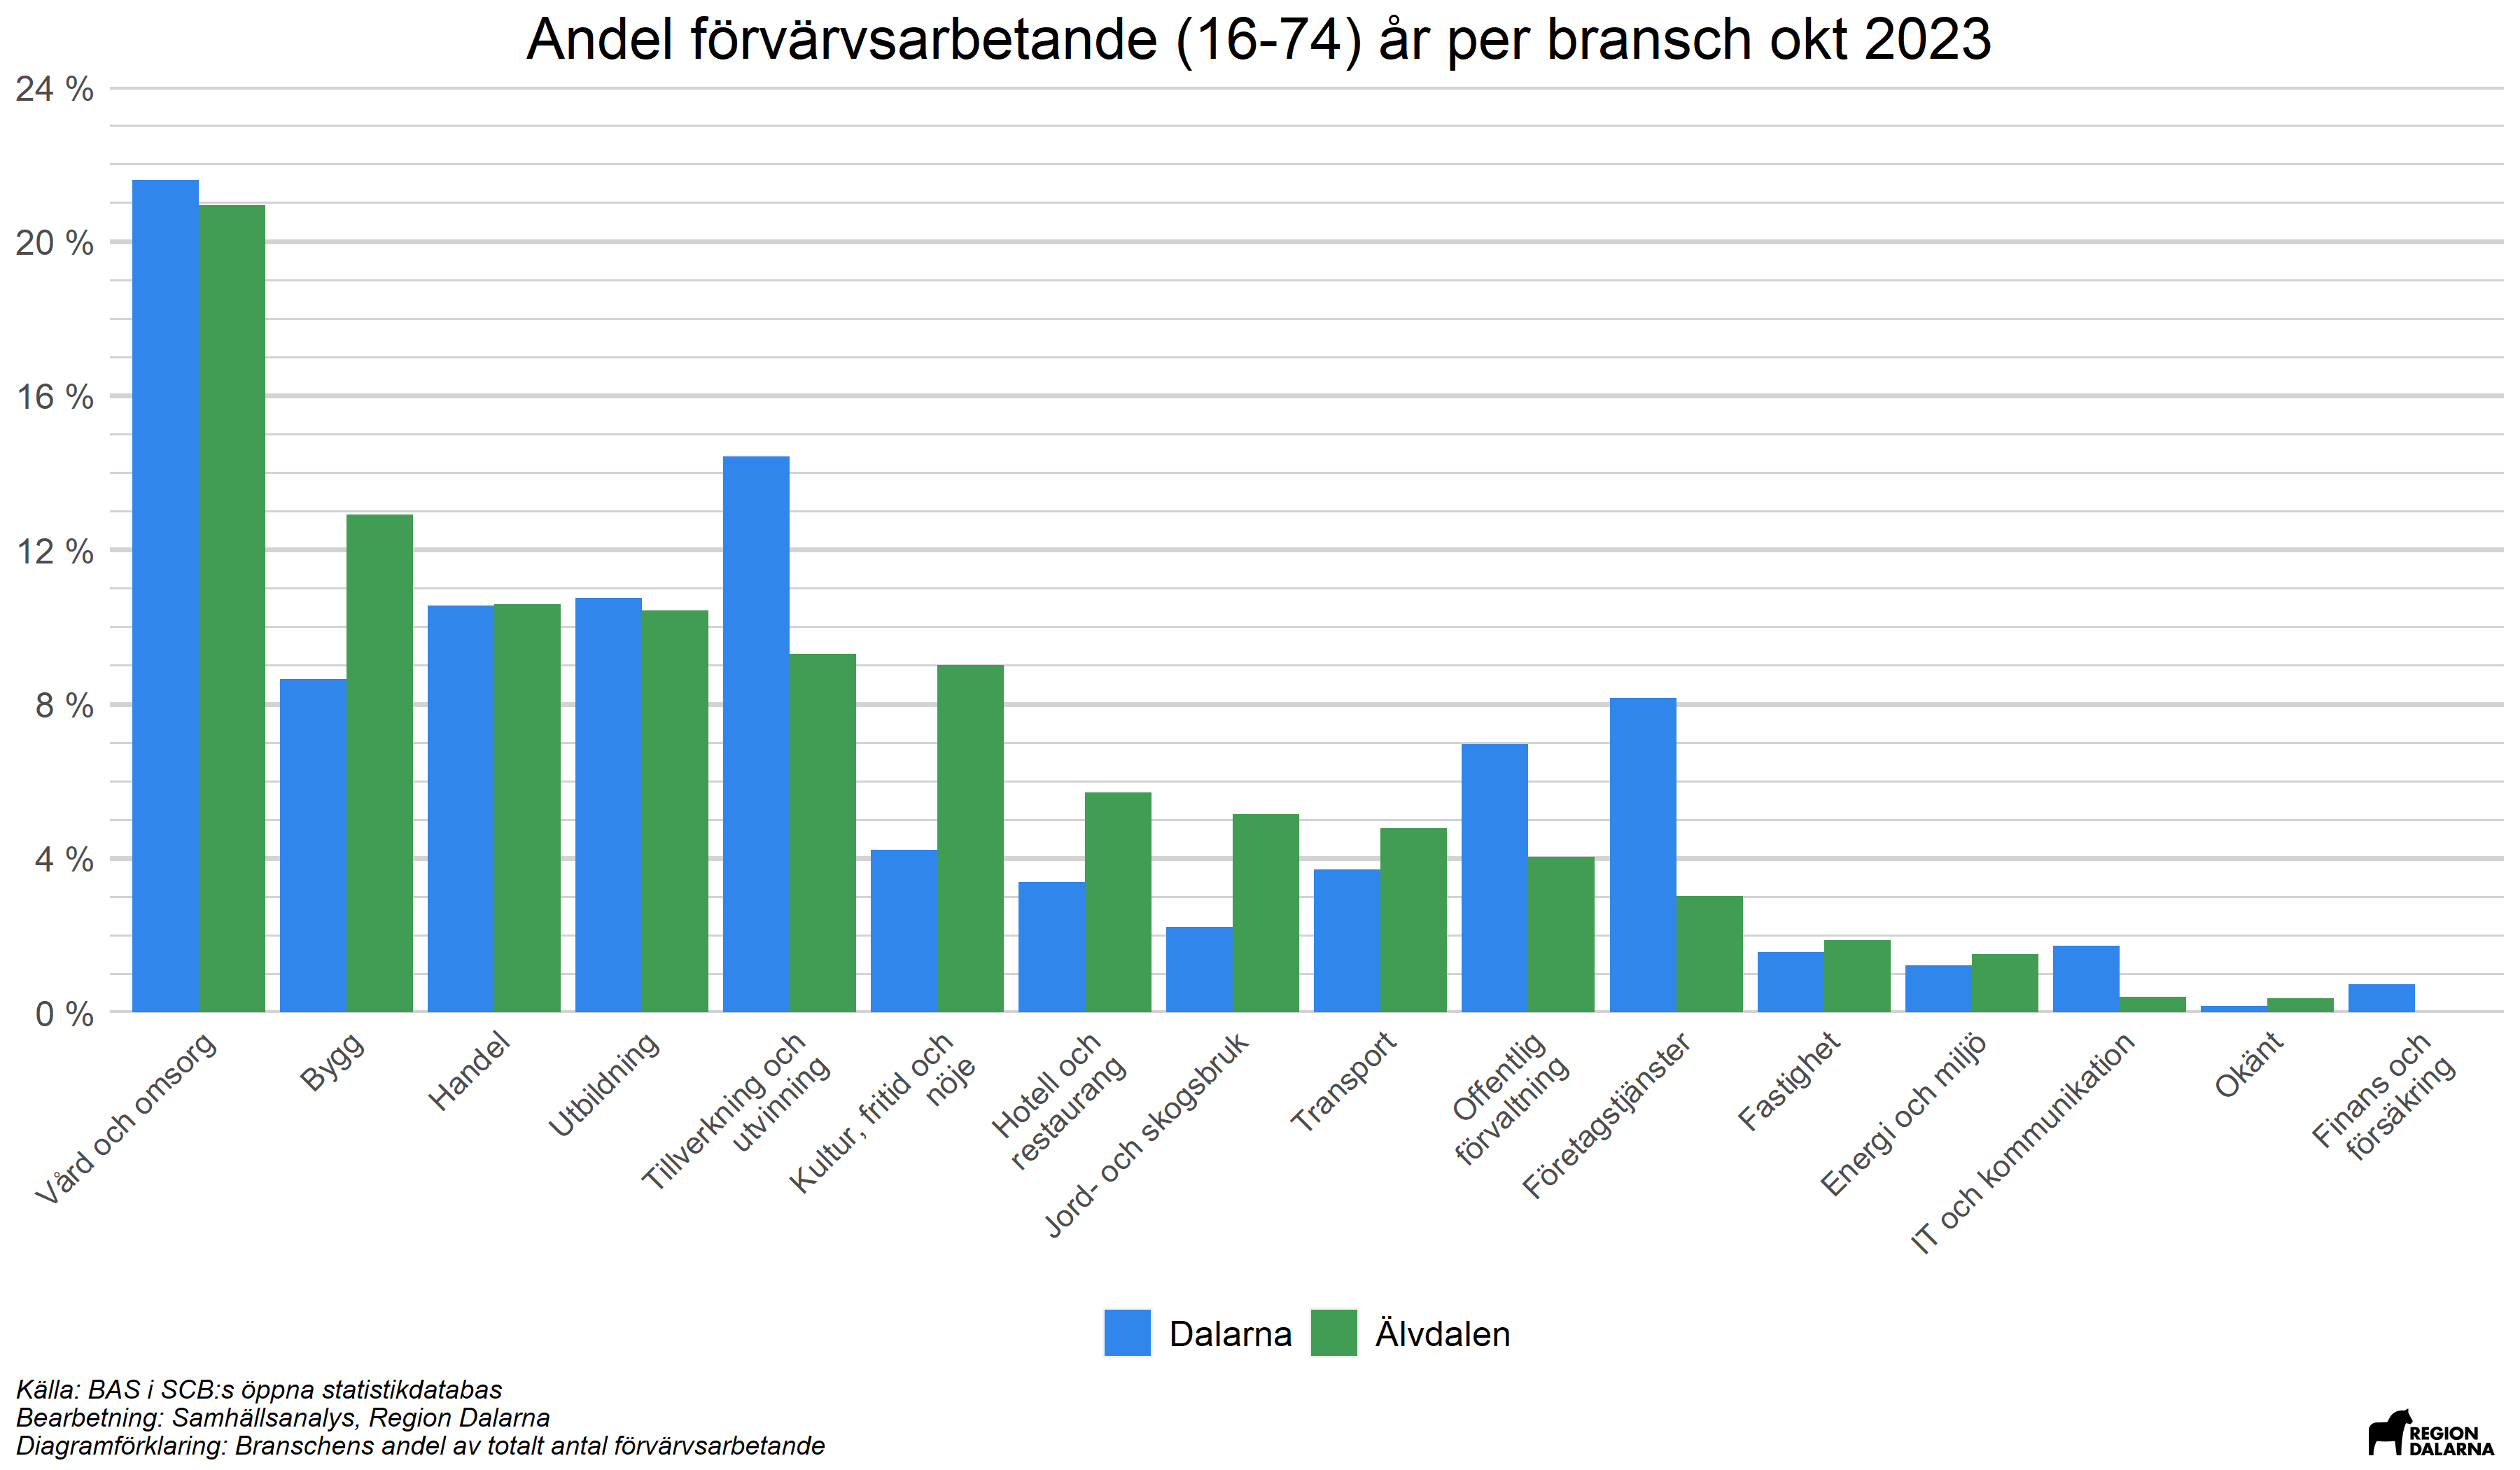 Andel förvärvsarbetande (16-74) år per bransch okt 2023
24 %
20 %
16 %
12 %
8 %
4 %
0 %
Vård och omsorg
Bygg
Handel
Utbildning
Tillverkning och
utvinning
Kultur, fritid och
nöje
Hotell och
restaurang
Jord- och skogsbruk
Transport
Offentlig
förvaltning
Företagstjänster
Fastighet
Energi och miljö
IT och kommunikation
Okänt
Finans och
försäkring
Dalarna
Älvdalen
Källa: BAS i SCB:s öppna statistikdatabas
Bearbetning: Samhällsanalys, Region Dalarna
Diagramförklaring: Branschens andel av totalt antal förvärvsarbetande
REGION
DALARNA